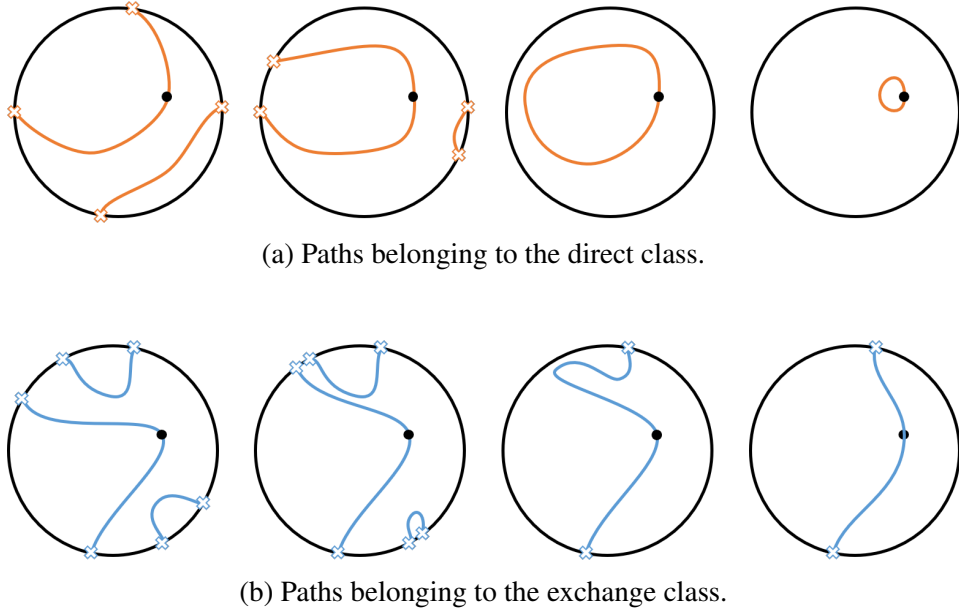 (a) Paths belonging to the direct class.
(b) Paths belonging to the exchange class.